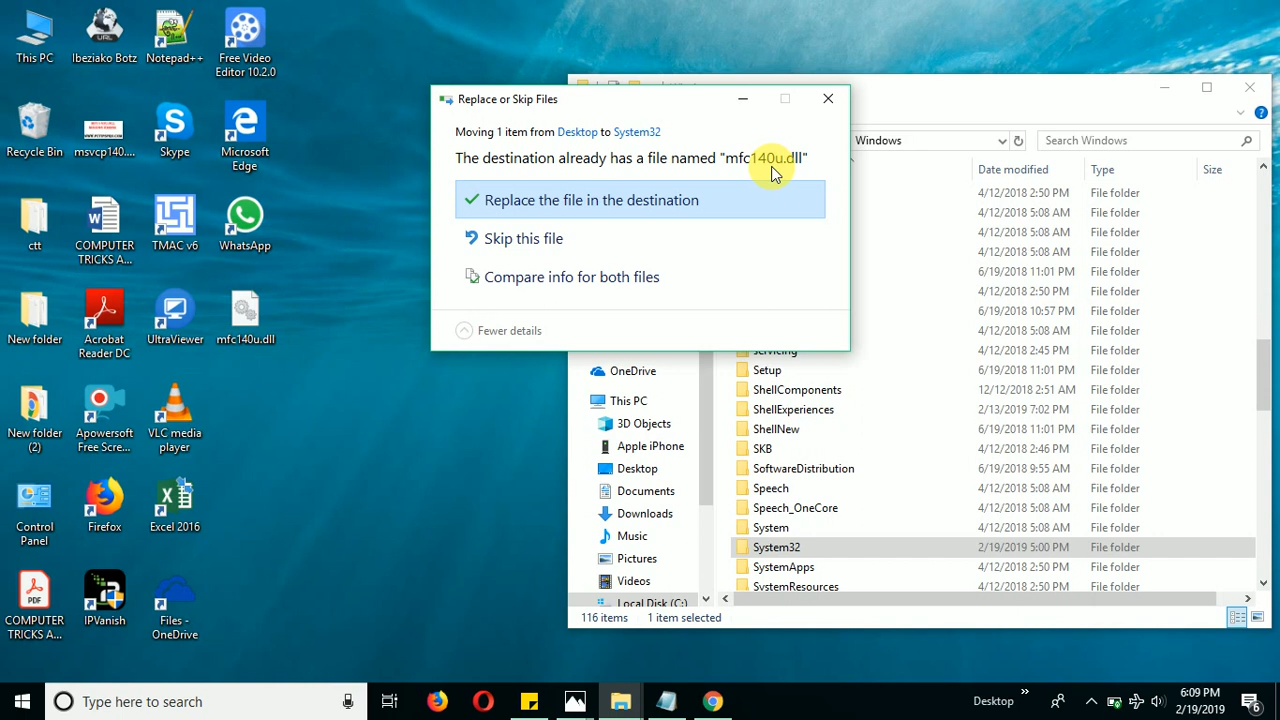 This PC
Ibeziako Botz
Notepad++
Free Video
Editor 10.2.0
Recycle Bin
msvcp140....
Skype
Microsoft
Edge
ctt
COMPUTER
TRICKS A...
TMAC v6
WhatsApp
New folder
Acrobat
Reader DC
UltraViewer
mfc140u.dll
New folder
(2)
Apowersoft
Free Scre...
VLC media
player
Control
Panel
Firefox
Excel 2016
COMPUTER
TRICKS A...
IPVanish
Files -
OneDrive
Replace or Skip Files
Moving 1 item from Desktop to System32
The destination already has a file named "mfc140u.dll"
Replace the file in the destination
Skip this file
Compare info for both files
Fewer details
Windows
Search Windows
Date modified Type Size
4/12/2018 2:50 PM File folder
4/12/2018 5:08 AM File folder
4/12/2018 5:08 AM File folder
4/12/2018 5:08 AM File folder
6/19/2018 11:01 PM File folder
4/12/2018 2:50 PM File folder
6/19/2018 10:57 PM File folder
4/12/2018 5:08 AM File folder
servicing 4/12/2018 2:45 PM File folder
Setup 6/19/2018 11:01 PM File folder
ShellComponents 12/12/2018 2:51 AM File folder
ShellExperiences 2/13/2019 7:02 PM File folder
ShellNew 6/19/2018 11:01 PM File folder
SKB 4/12/2018 2:46 PM File folder
SoftwareDistribution 6/19/2018 9:55 AM File folder
Speech 4/12/2018 5:08 AM File folder
Speech_OneCore 4/12/2018 5:08 AM File folder
System 4/12/2018 5:08 AM File folder
System32 2/19/2019 5:00 PM File folder
SystemApps 4/12/2018 2:50 PM File folder
SystemResources 4/12/2018 5:08 AM File folder
OneDrive
This PC
3D Objects
Apple iPhone
Desktop
Documents
Downloads
Music
Pictures
Videos
Local Disk (C:)
116 items 1 item selected
Type here to search
Desktop
6:09 PM
2/19/2019
6